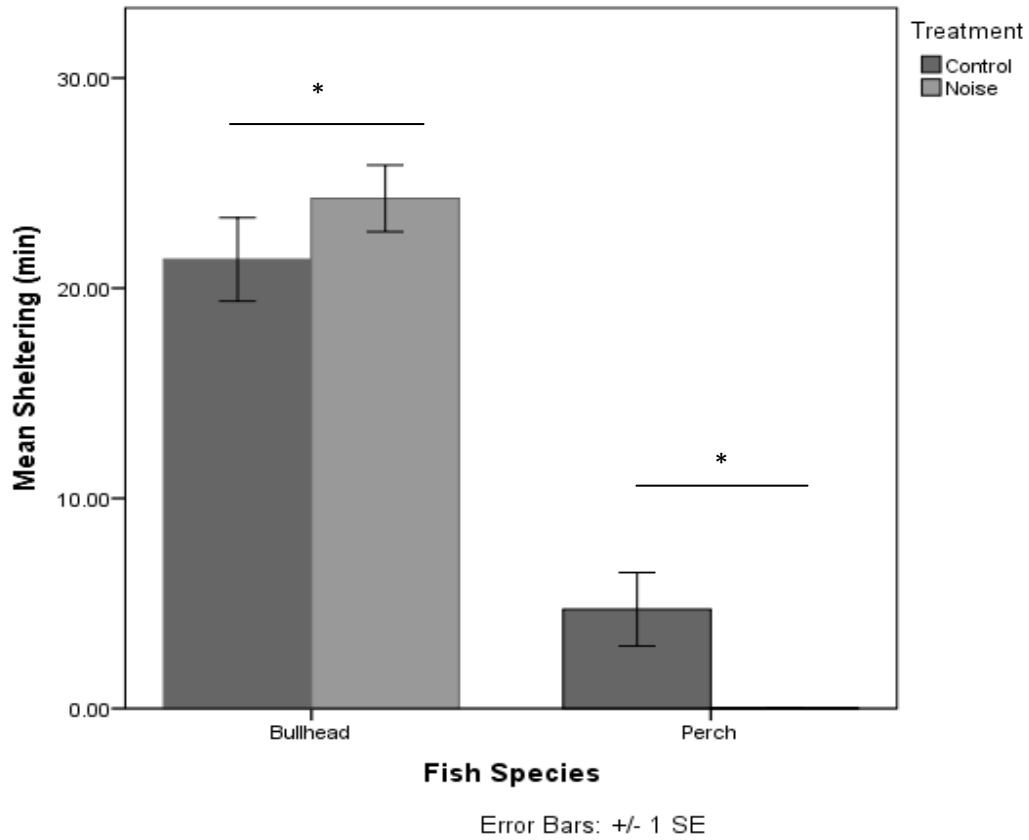 Treatment
Control
Noise
30.00
*
20.00
*
10.00
0.00
Mean Sheltering (min)
Bullhead
Perch
Fish Species
Error Bars: +/- 1 SE